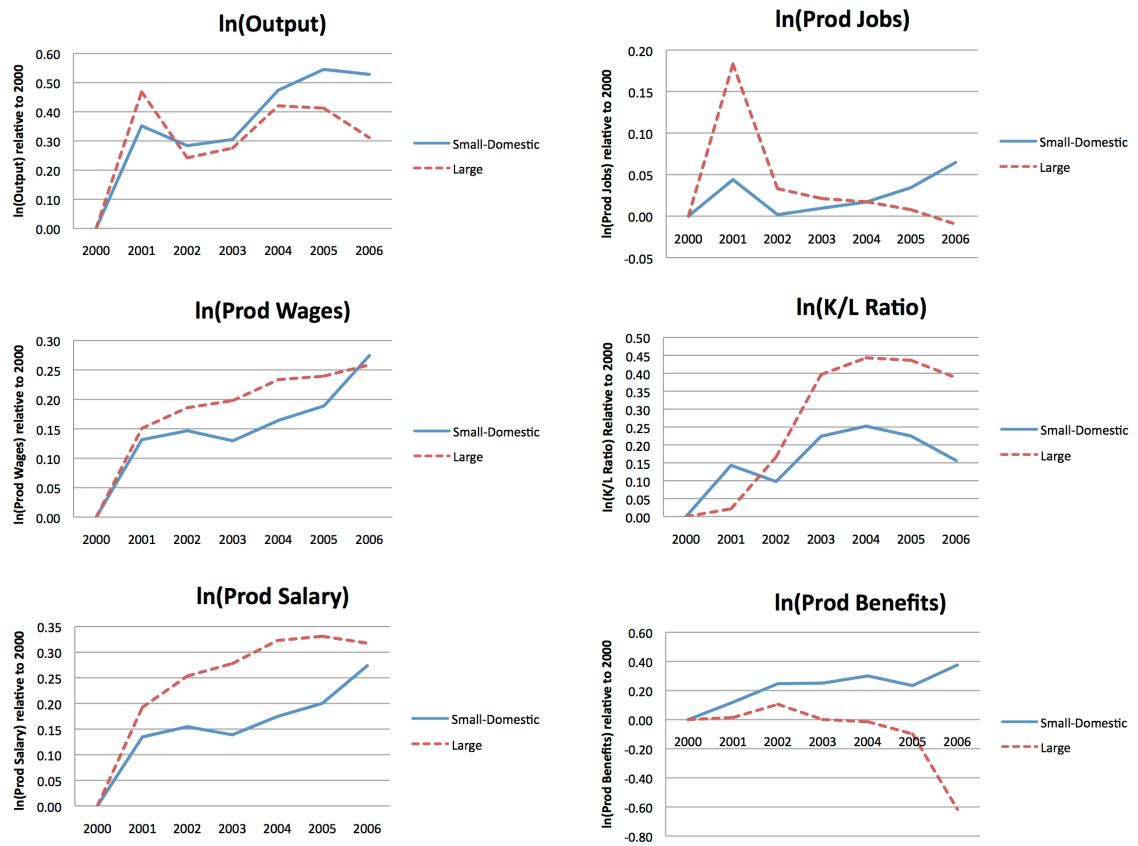 ln(Output)
ln(Output) relative to 2000
0.60
0.50
0.40
0.30
0.20
0.10
0.00
2000 2001 2002 2003 2004 2005 2006
Small-Domestic
Large
ln(Prod Jobs)
ln(Prod Jobs) relative to 2000
0.20
0.15
0.10
0.05
0.00
-0.05
2000 2001 2002 2003 2004 2005 2006
Small-Domestic
Large
ln(Prod Wages)
ln(Prod Wages) relative to 2000
0.30
0.25
0.20
0.15
0.10
0.05
0.00
2000 2001 2002 2003 2004 2005 2006
Small-Domestic
Large
ln(K/L Ratio)
ln(K/L Ratio) Relative to 2000
0.50
0.45
0.40
0.35
0.30
0.25
0.20
0.15
0.10
0.05
0.00
2000 2001 2002 2003 2004 2005 2006
Small-Domestic
Large
ln(Prod Salary)
ln(Prod Salary) relative to 2000
0.35
0.30
0.25
0.20
0.15
0.10
0.05
0.00
2000 2001 2002 2003 2004 2005 2006
Small-Domestic
Large
ln(Prod Benefits)
ln(Prod Benefits) relative to 2000
0.60
0.40
0.20
0.00
-0.20
-0.40
-0.60
-0.80
2000 2001 2002 2003 2004 2005 2006
Small-Domestic
Large